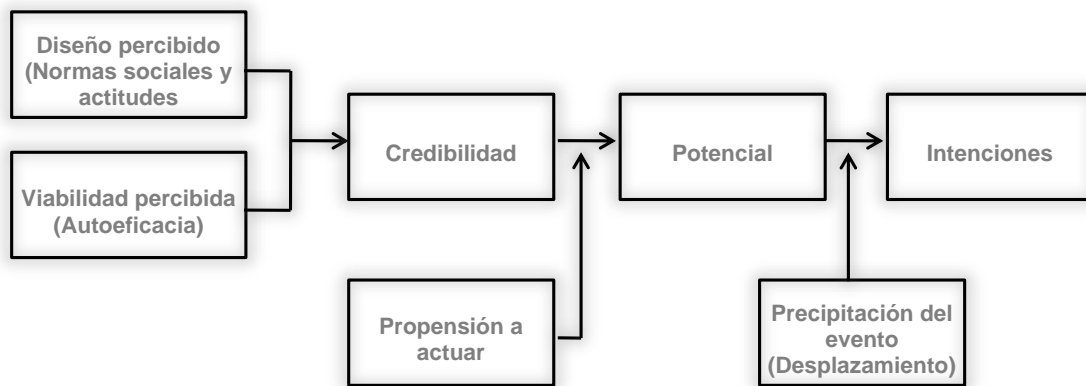 Diseño percibido
(Normas sociales y
actitudes
Viabilidad percibida
(Autoeficacia)
Credibilidad
Potencial
Intenciones
Propensión a
actuar
Precipitación del
evento
(Desplazamiento)